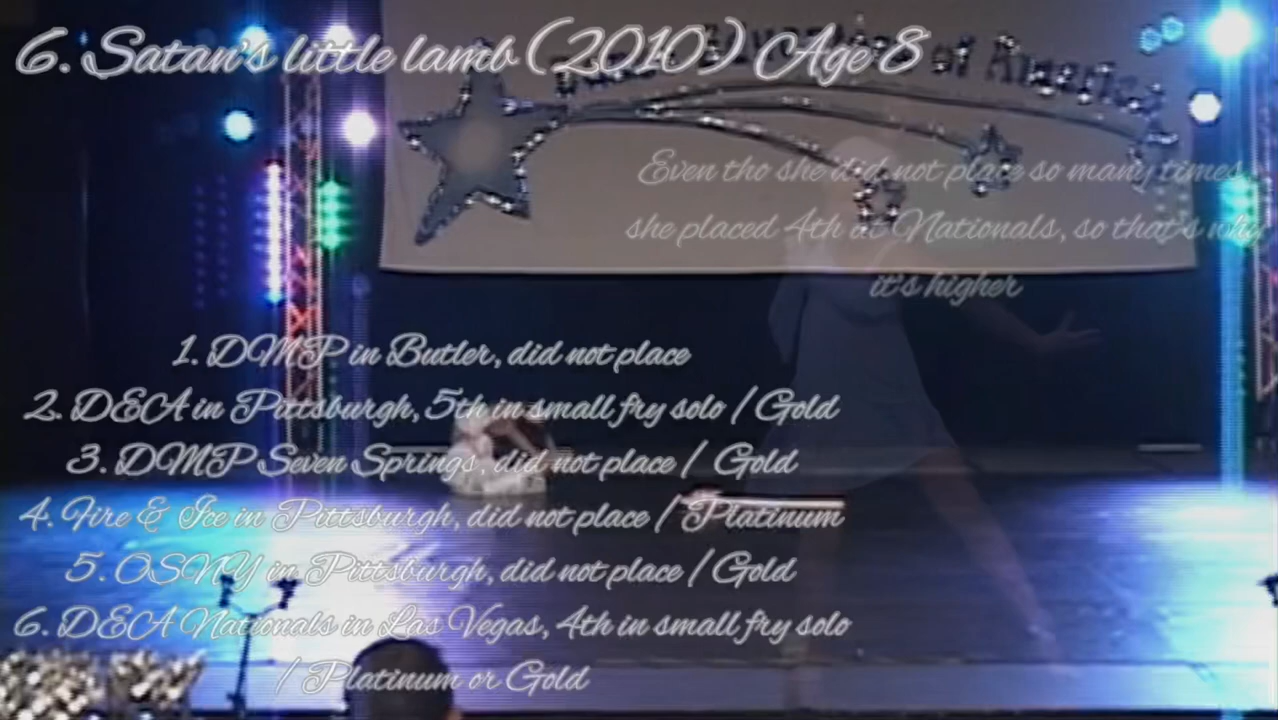 6. Satan's little lamb (2010) Age 8
of America
Even tho she did not place so many times
she placed 4th at Nationals, so that's why
it's higher
1. DMP in Butler, did not place
2. DEA in Pittsburgh, 5th in small fry solo / Gold
3. DMP Seven Springs, did not place / Gold
4. Fire & Ice in Pittsburgh, did not place / Platinum
5. OSNY in Pittsburgh, did not place / Gold
6. DEA Nationals in Las Vegas, 4th in small fry solo
/ Platinum or Gold